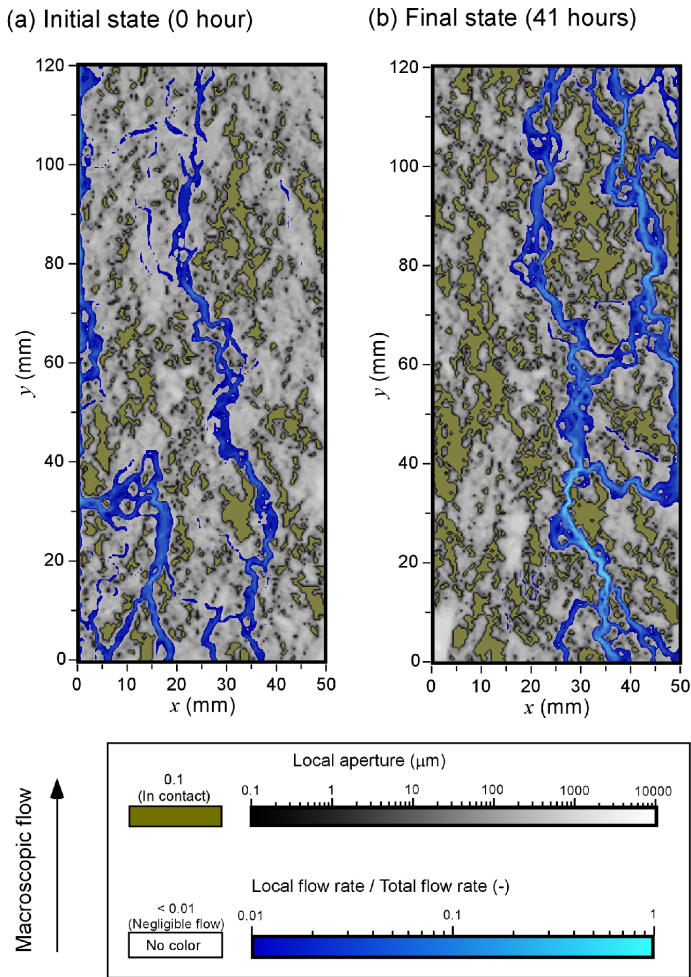 (a) Initial state (0 hour)
(b) Final state (41 hours)
120
100
80
60
40
20
0
y (mm)
0 10 20 30 40 50
x (mm)
120
100
80
60
40
20
0
y (mm)
0 10 20 30 40 50
x (mm)
Macroscopic flow
Local aperture (μm)
0.1
(In contact)
0.1 1 10 100 1000 10000
Local flow rate / Total flow rate (-)
< 0.01
(Negligible flow)
No color
0.01 0.1 1